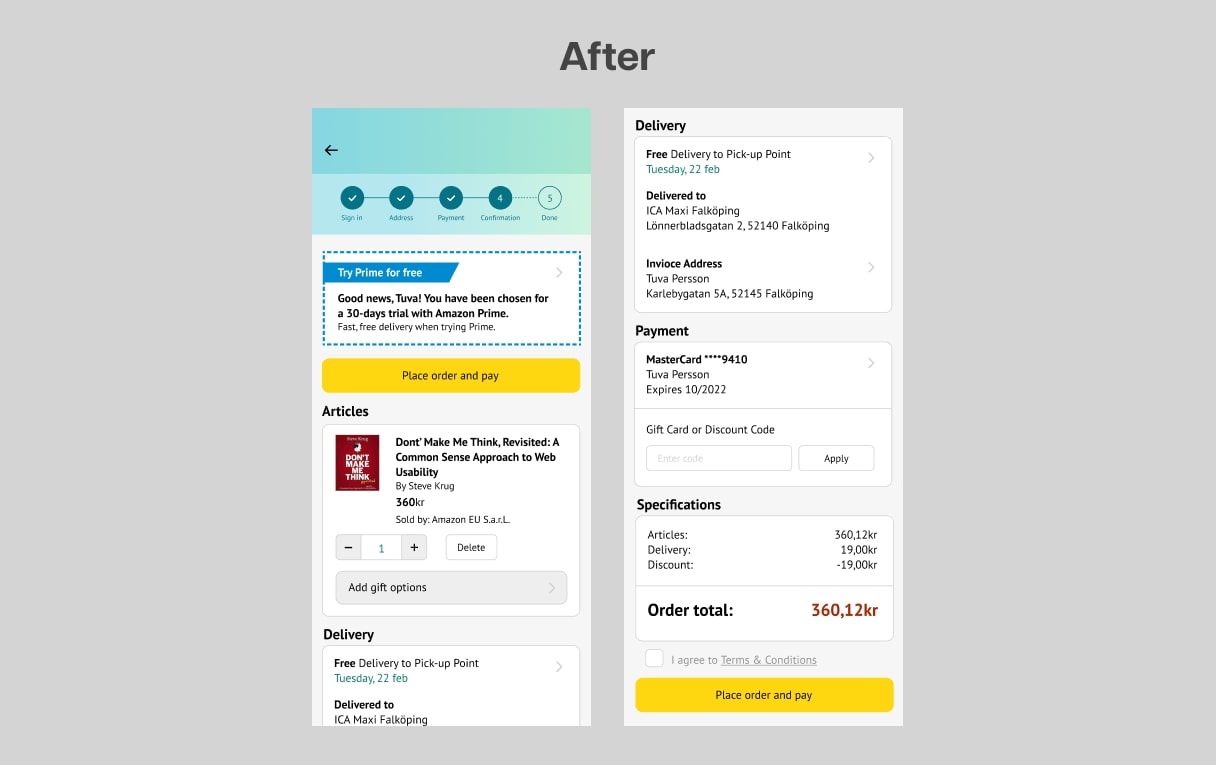 After
4
5
Sign in
Address
Payment
Confirmation
Done
Try Prime for free
Good news, Tuva! You have been chosen for
a 30-days trial with Amazon Prime.
Fast, free delivery when trying Prime.
Place order and pay
Articles
Steve Krug
DON'T
MAKE
ME
THINK
Dont’ Make Me Think, Revisited: A
Common Sense Approach to Web
Usability
By Steve Krug
360kr
Sold by: Amazon EU S.a.r.L.
− 1 + Delete
Add gift options
Delivery
Free Delivery to Pick-up Point
Tuesday, 22 feb
Delivered to
ICA Maxi Falköping
Delivery
Free Delivery to Pick-up Point
Tuesday, 22 feb
Delivered to
ICA Maxi Falköping
Lönnerbladsgatan 2, 52140 Falköping
Invioce Address
Tuva Persson
Karlebygatan 5A, 52145 Falköping
Payment
MasterCard ****9410
Tuva Persson
Expires 10/2022
Gift Card or Discount Code
Enter code Apply
Specifications
Articles: 360,12kr
Delivery: 19,00kr
Discount: -19,00kr
Order total: 360,12kr
I agree to Terms & Conditions
Place order and pay